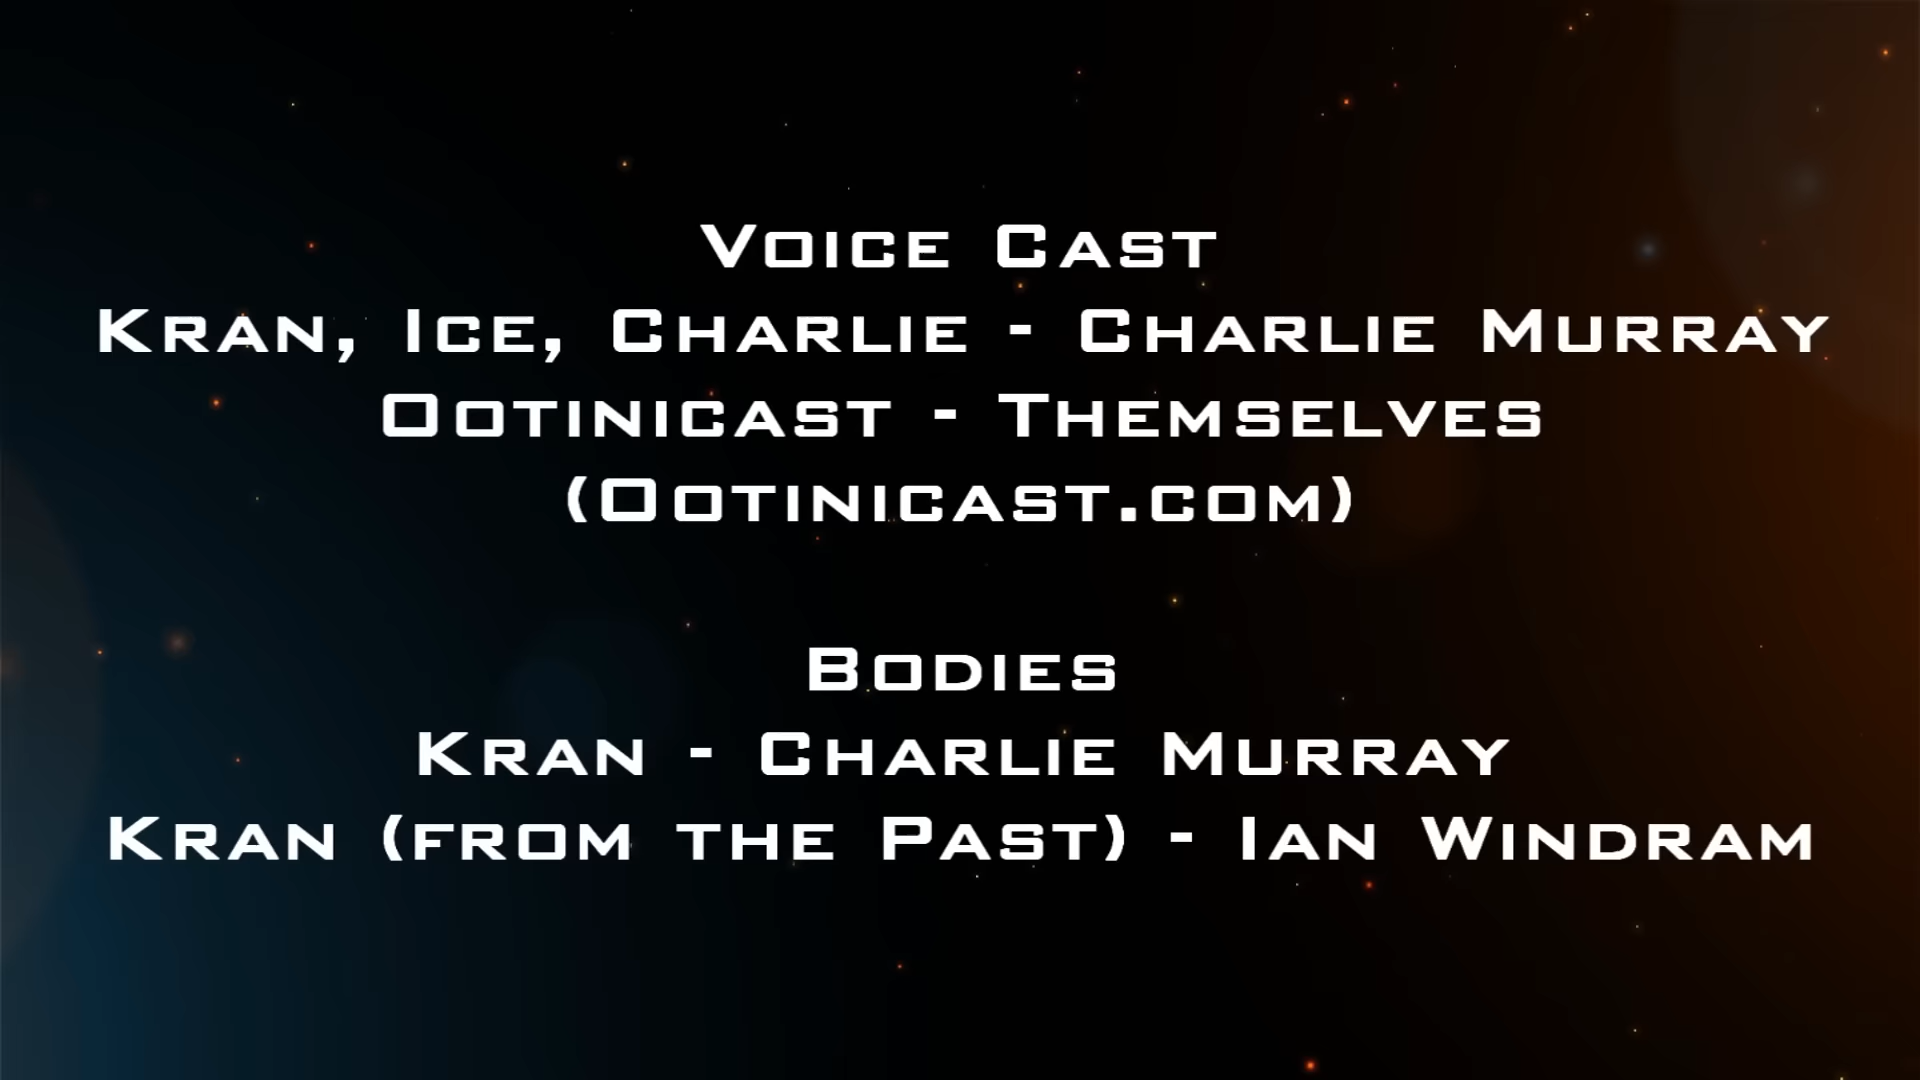 Voice Cast
Kran, Ice, Charlie - Charlie Murray
Ootinicast - Themselves
(Ootinicast.com)
Bodies
Kran - Charlie Murray
Kran (from the Past) - Ian Windram